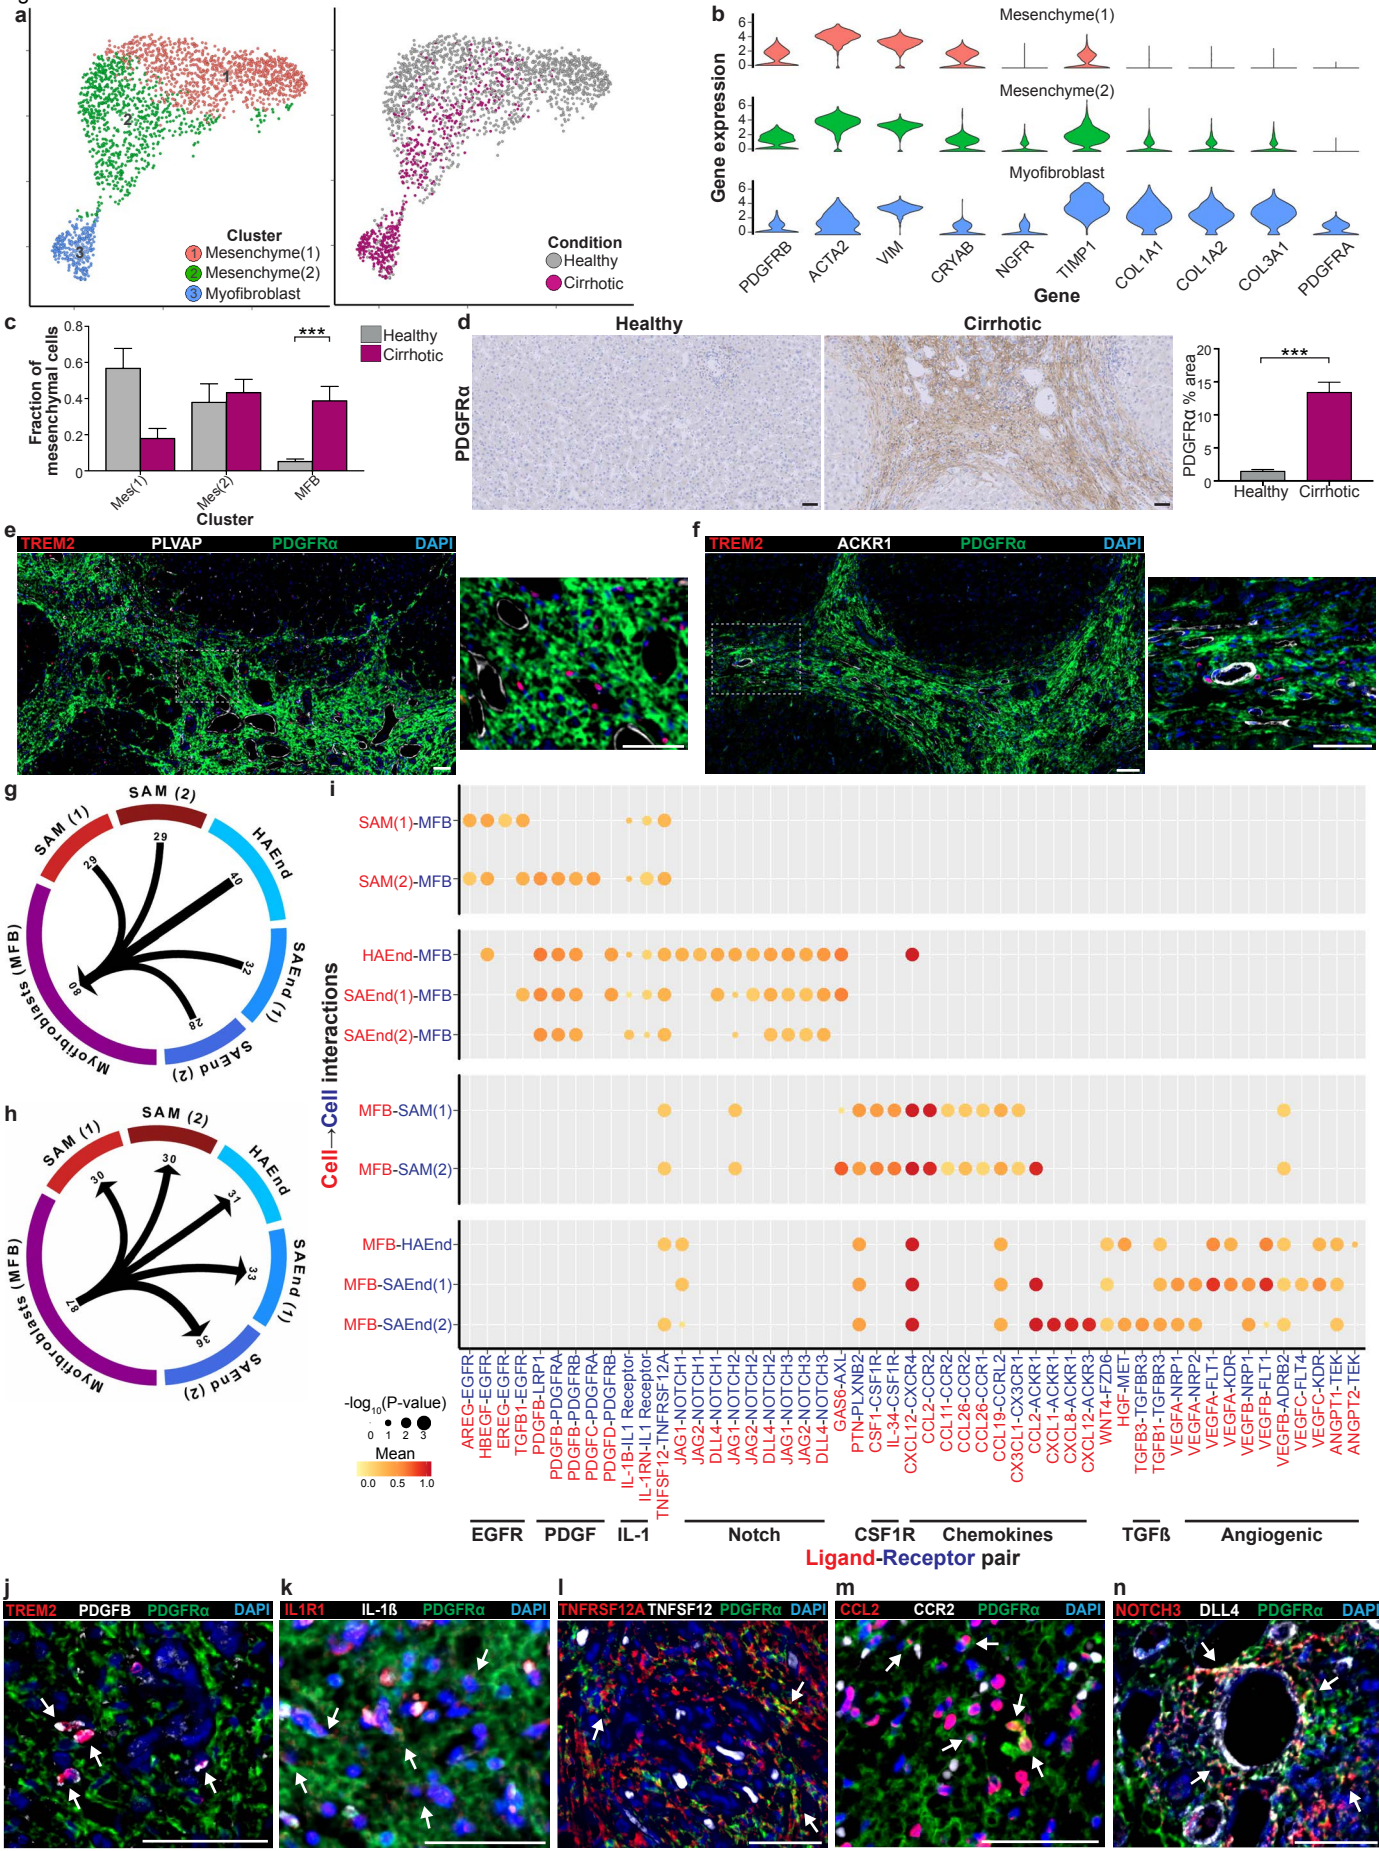 a
1
2
3
Cluster
1 Mesenchyme(1)
2 Mesenchyme(2)
3 Myofibroblast
Condition
Healthy
Cirrhotic
b
Gene expression
Mesenchyme(1)
6
4
2
0
Mesenchyme(2)
6
4
2
0
Myofibroblast
6
4
2
0
PDGFRB
ACTA2
VIM
CRYAB
NGFR
TIMP1
COL1A1
COL1A2
COL3A1
PDGFRA
Gene
c
Fraction of
mesenchymal cells
0.8
0.6
0.4
0.2
0
***
Healthy
Cirrhotic
Mes(1)
Mes(2)
MFB
Cluster
d
Healthy
Cirrhotic
PDGFRα
PDGFRα % area
20
15
10
5
0
***
Healthy
Cirrhotic
e
TREM2 PLVAP PDGFRα DAPI
f
TREM2 ACKR1 PDGFRα DAPI
g
SAM (1)
SAM (2)
HAEnd
SAEnd (1)
SAEnd (2)
Myofibroblasts (MFB)
29
29
40
32
28
80
h
SAM (1)
SAM (2)
HAEnd
SAEnd (1)
SAEnd (2)
Myofibroblasts (MFB)
30
30
31
33
36
87
i
Cell→Cell interactions
SAM(1)-MFB
SAM(2)-MFB
HAEnd-MFB
SAEnd(1)-MFB
SAEnd(2)-MFB
MFB-SAM(1)
MFB-SAM(2)
MFB-HAEnd
MFB-SAEnd(1)
MFB-SAEnd(2)
-log10(P-value)
0 1 2 3
Mean
0.0 0.5 1.0
AREG-EGFR
HBEGF-EGFR
EREG-EGFR
TGFB1-EGFR
PDGFB-LRP1
PDGFB-PDGFRA
PDGFB-PDGFRB
PDGFC-PDGFRA
PDGFD-PDGFRB
IL-1B-IL1 Receptor
IL-1RN-IL1 Receptor
TNFSF12-TNFRSF12A
JAG1-NOTCH1
JAG2-NOTCH1
DLL4-NOTCH1
JAG1-NOTCH2
JAG2-NOTCH2
DLL4-NOTCH2
JAG1-NOTCH3
JAG2-NOTCH3
DLL4-NOTCH3
GAS6-AXL
PTN-PLXNB2
CSF1-CSF1R
IL-34-CSF1R
CXCL12-CXCR4
CCL2-CCR2
CCL11-CCR2
CCL26-CCR2
CCL26-CCR1
CCL19-CCRL2
CX3CL1-CX3CR1
CCL2-ACKR1
CXCL1-ACKR1
CXCL8-ACKR1
CXCL12-ACKR3
WNT4-FZD6
HGF-MET
TGFB3-TGFBR3
TGFB1-TGFBR3
VEGFA-NRP1
VEGFA-NRP2
VEGFA-FLT1
VEGFA-KDR
VEGFB-NRP1
VEGFB-FLT1
VEGFB-ADRB2
VEGFC-FLT4
VEGFC-KDR
ANGPT1-TEK
ANGPT2-TEK
EGFR
PDGF
IL-1
Notch
CSF1R
Chemokines
TGFß
Angiogenic
Ligand-Receptor pair
j
TREM2 PDGFB PDGFRα DAPI
k
IL1R1 IL-1ß PDGFRα DAPI
l
TNFRSF12A TNFSF12 PDGFRα DAPI
m
CCL2 CCR2 PDGFRα DAPI
n
NOTCH3 DLL4 PDGFRα DAPI